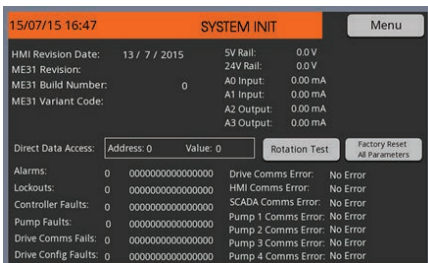 15/07/15 16:47 SYSTEM INIT Menu
HMI Revision Date: 13 / 7 / 2015
ME31 Revision:
ME31 Build Number: 0
ME31 Variant Code:
5V Rail: 0.0 V
24V Rail: 0.0 V
A0 Input: 0.00 mA
A1 Input: 0.00 mA
A2 Output: 0.00 mA
A3 Output: 0.00 mA
Direct Data Access: Address: 0 Value: 0 Rotation Test Factory Reset
All Parameters
Alarms: 0 0000000000000000
Lockouts: 0 0000000000000000
Controller Faults: 0 0000000000000000
Pump Faults: 0 0000000000000000
Drive Comms Fails: 0 0000000000000000
Drive Config Faults: 0 0000000000000000
Drive Comms Error: No Error
HMI Comms Error: No Error
SCADA Comms Error: No Error
Pump 1 Comms Error: No Error
Pump 2 Comms Error: No Error
Pump 3 Comms Error: No Error
Pump 4 Comms Error: No Error